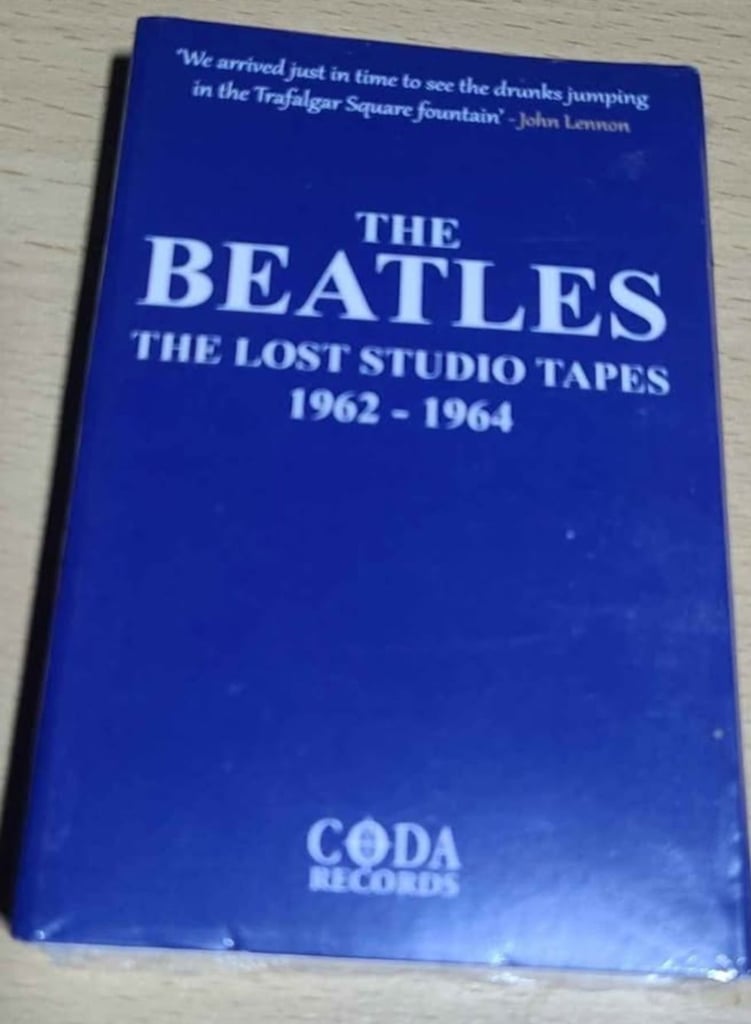 'We arrived just in time to see the drunks jumping
in the Trafalgar Square fountain' - John Lennon
THE
BEATLES
THE LOST STUDIO TAPES
1962 - 1964
CODA
RECORDS